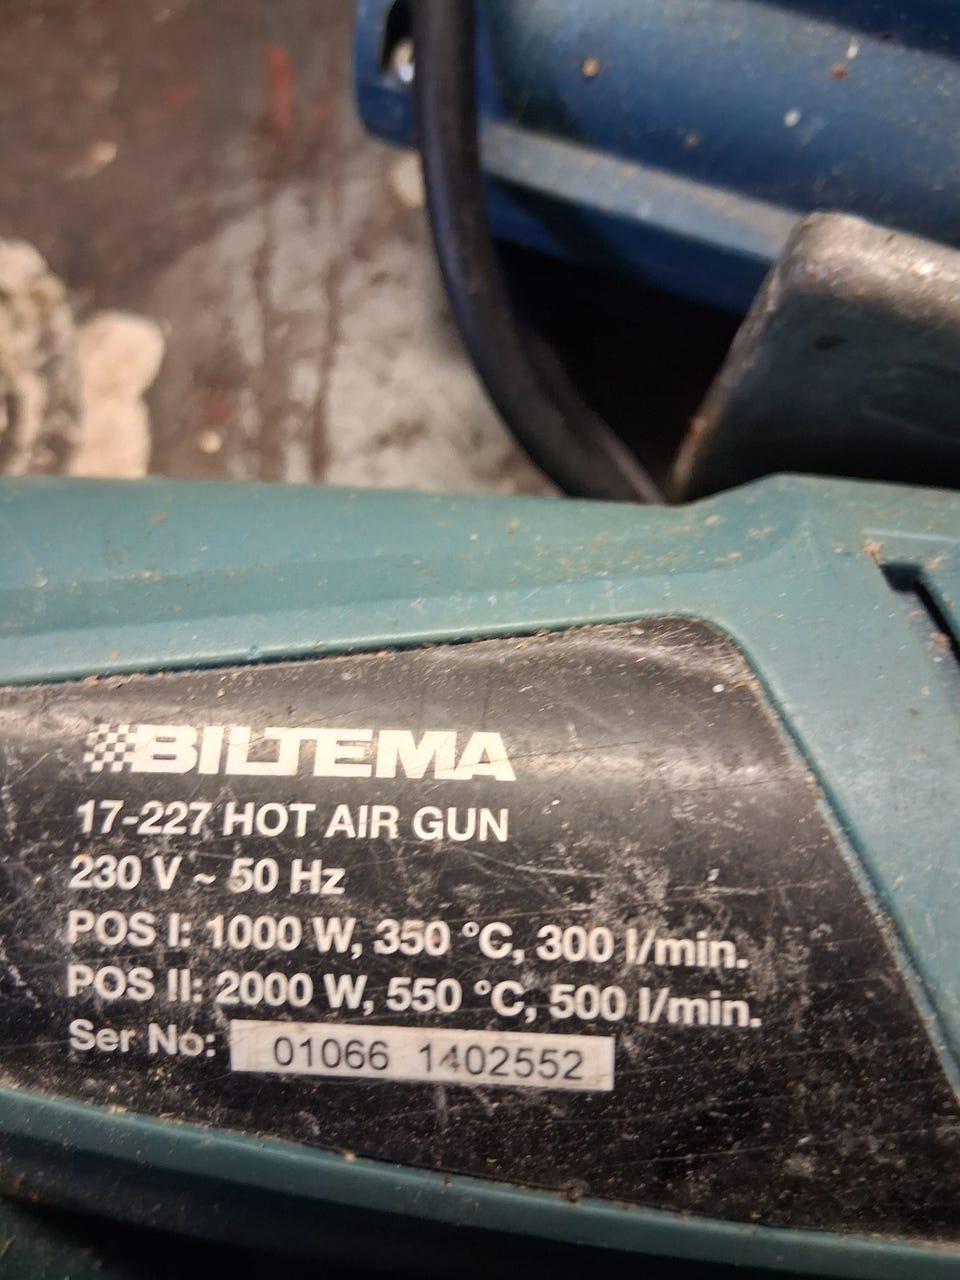 BILTEMA
17-227 HOT AIR GUN
230 V ~ 50 Hz
POS I: 1000 W, 350 °C, 300 l/min.
POS II: 2000 W, 550 °C, 500 l/min.
Ser No: 01066 1402552